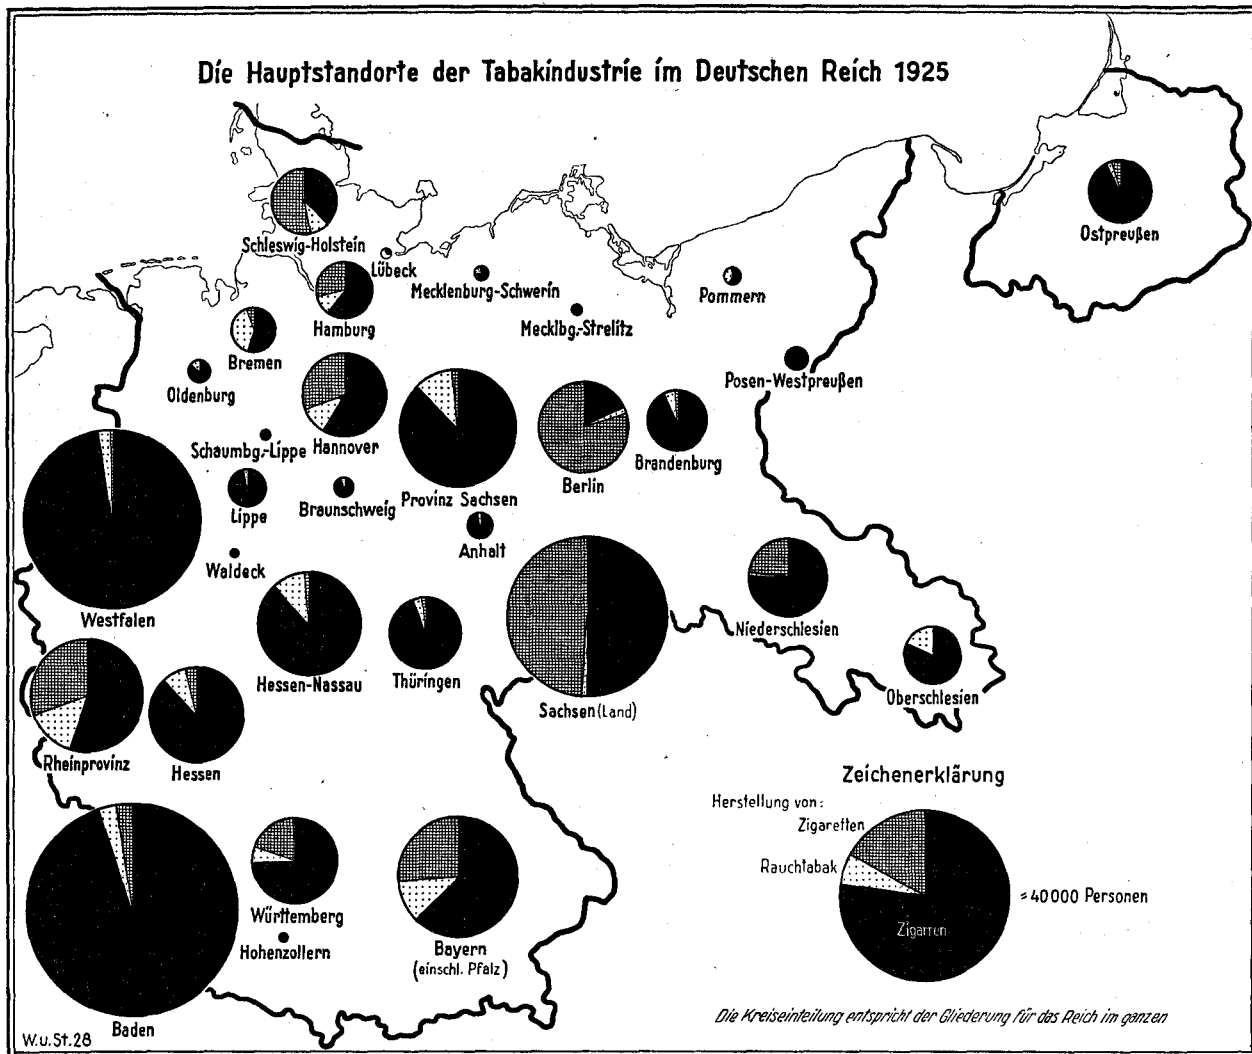 Die Hauptstandorte der Tabakindustrie im Deutschen Reich 1925
Schleswig-Holstein
Lübeck
Mecklenburg-Schwerin
Mecklbg.-Strelitz
Pommern
Ostpreußen
Hamburg
Bremen
Oldenburg
Posen-Westpreußen
Schaumbg.-Lippe
Hannover
Provinz Sachsen
Berlin
Brandenburg
Lippe
Braunschweig
Anhalt
Waldeck
Westfalen
Hessen-Nassau
Thüringen
Sachsen (Land)
Niederschlesien
Oberschlesien
Rheinprovinz
Hessen
Baden
Württemberg
Hohenzollern
Bayern
(einschl. Pfalz)
Zeichenerklärung
Herstellung von:
Zigaretten
Rauchtabak
Zigarren
= 40000 Personen
Die Kreiseinteilung entspricht der Gliederung für das Reich im ganzen
W.u.St.28